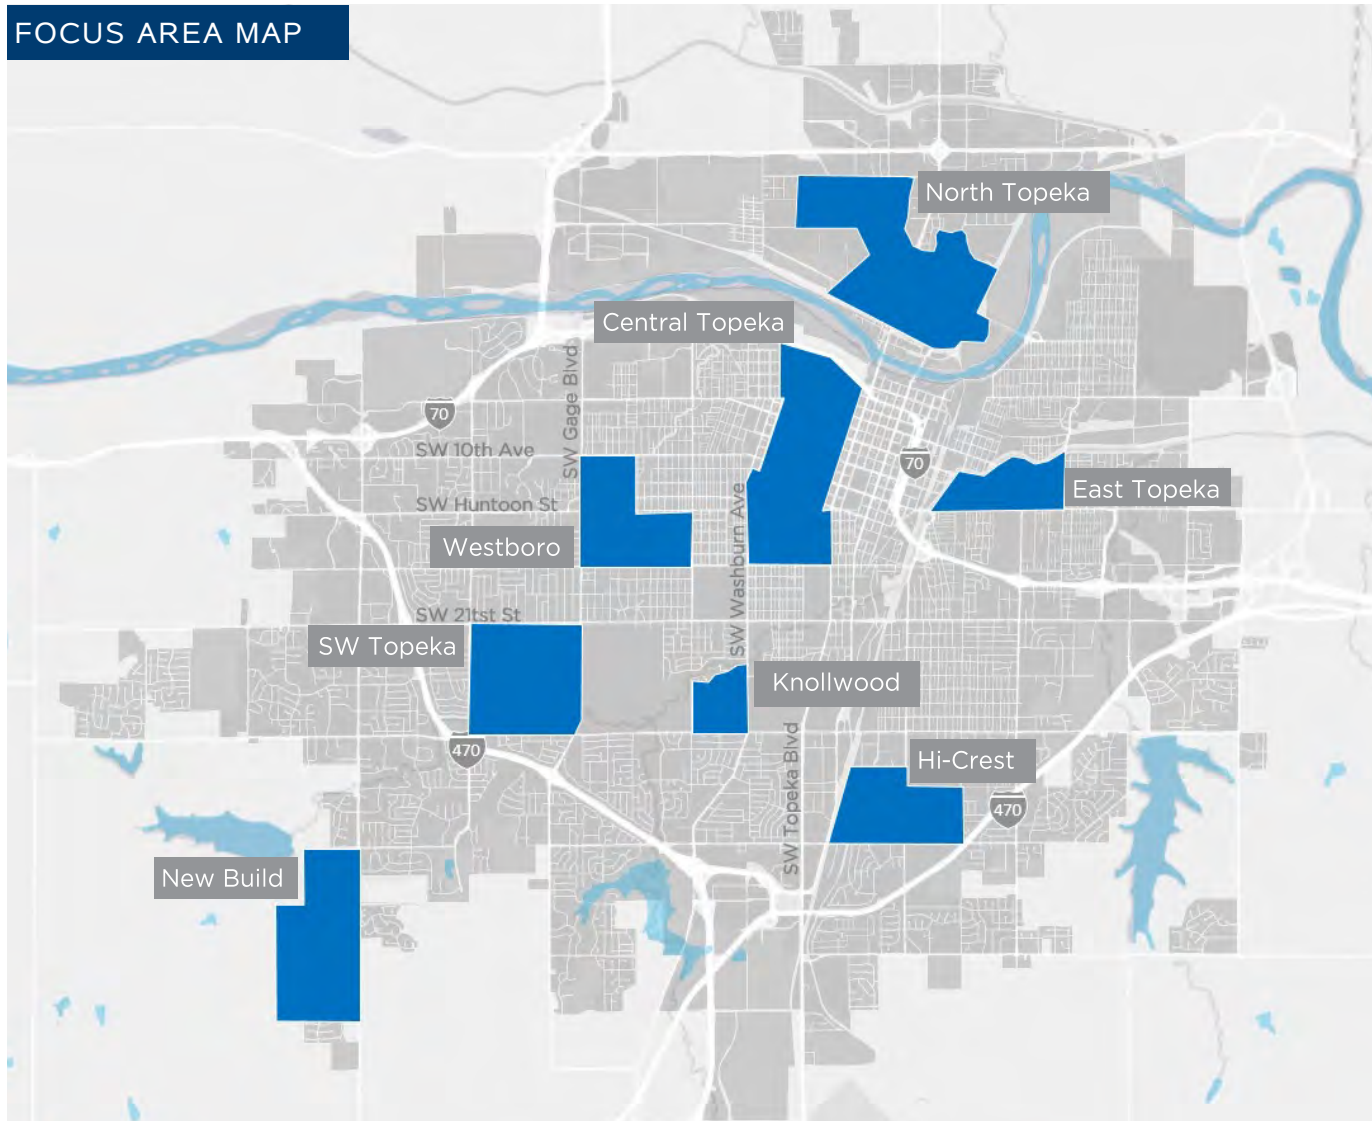 FOCUS AREA MAP
North Topeka
Central Topeka
SW Gage Blvd
70
SW 10th Ave
70
East Topeka
SW Huntoon St
Westboro
SW Washburn Ave
SW 21tst St
SW Topeka
Knollwood
470
SW Topeka Blvd
Hi-Crest
470
New Build